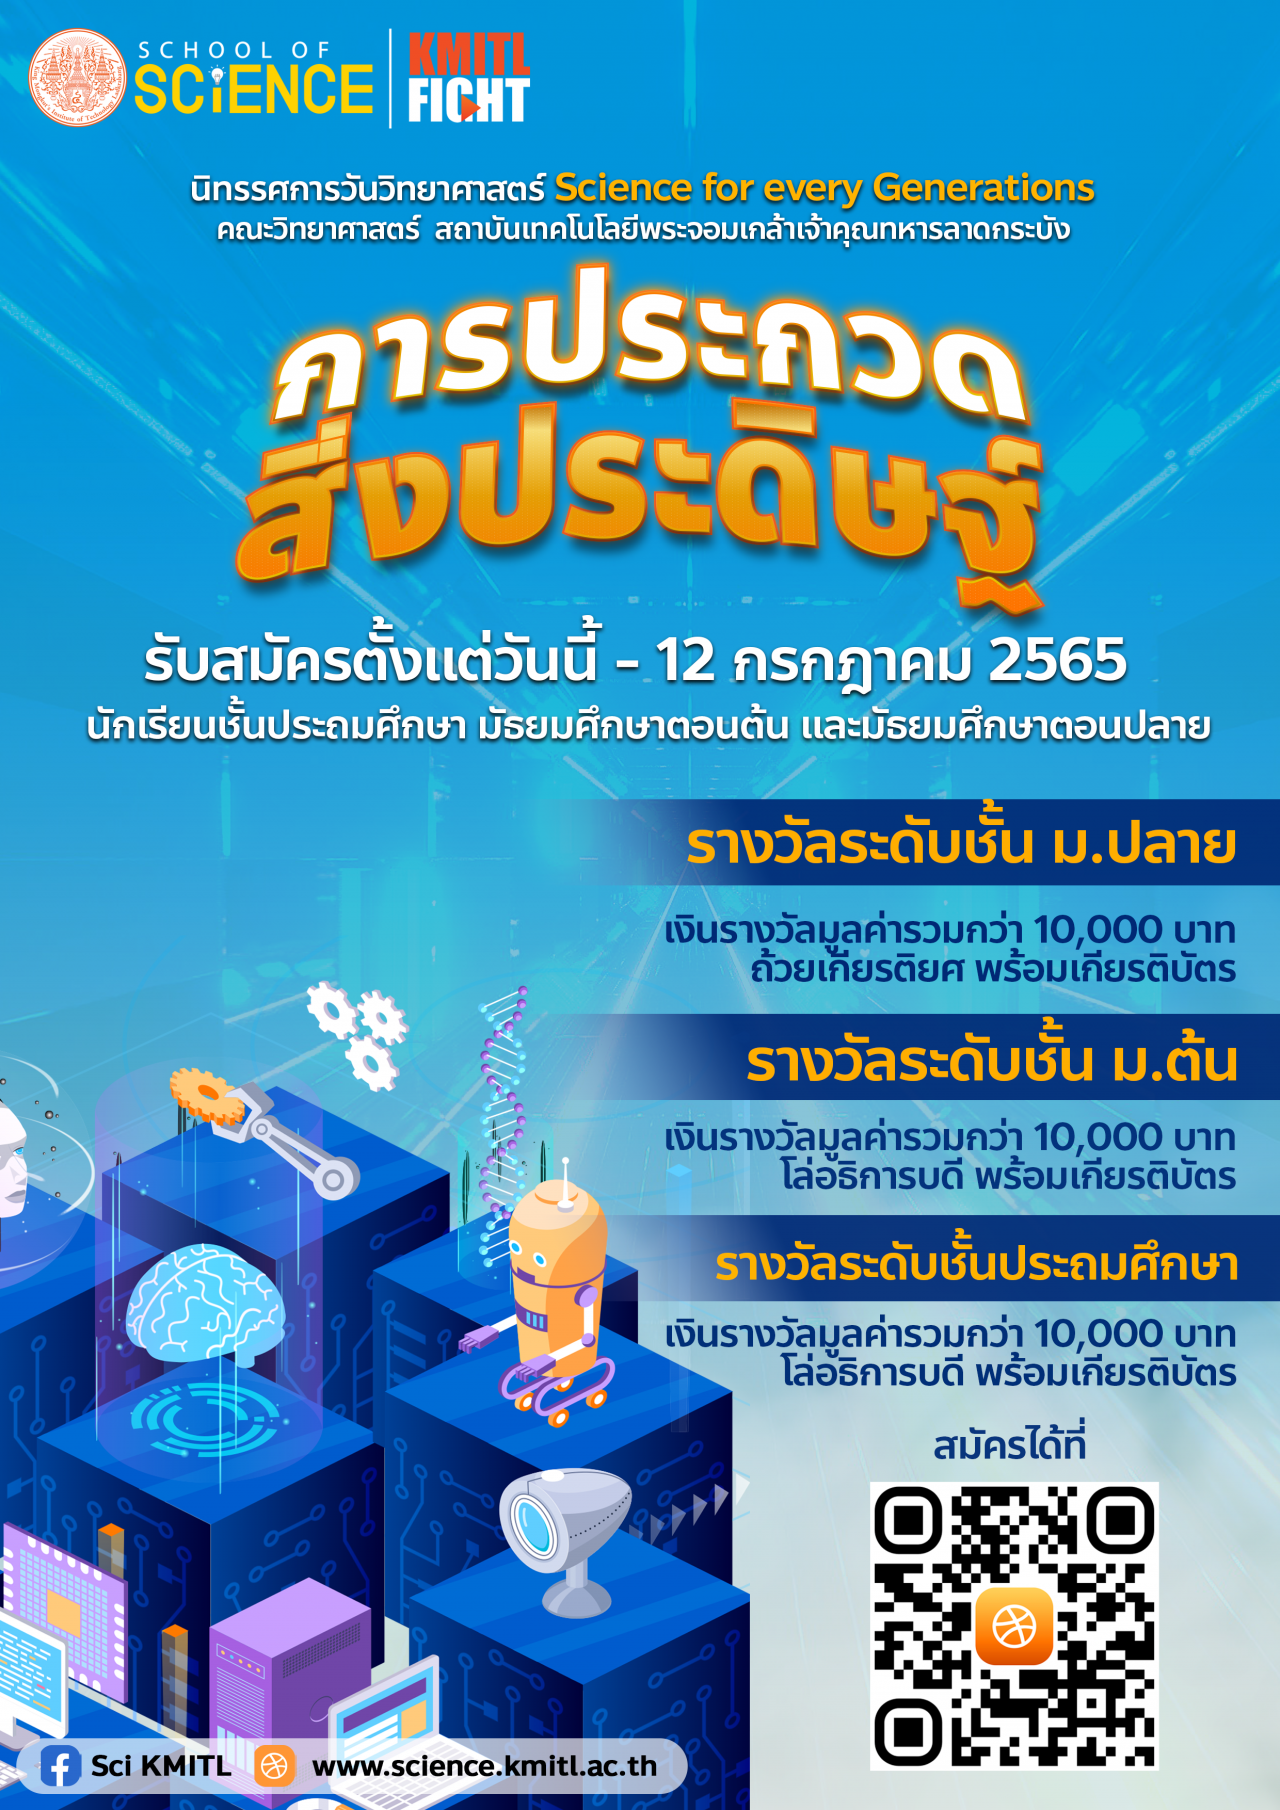 SCHOOL OF
SCiENCE
KMITL
FIGHT
นิทรรศการวันวิทยาศาสตร์ Science for every Generations
คณะวิทยาศาสตร์ สถาบันเทคโนโลยีพระจอมเกล้าเจ้าคุณทหารลาดกระบัง
การประกวด
สิ่งประดิษฐ์
รับสมัครตั้งแต่วันนี้ - 12 กรกฎาคม 2565
นักเรียนชั้นประถมศึกษา มัธยมศึกษาตอนต้น และมัธยมศึกษาตอนปลาย
รางวัลระดับชั้น ม.ปลาย
เงินรางวัลมูลค่ารวมกว่า 10,000 บาท
ถ้วยเกียรติยศ พร้อมเกียรติบัตร
รางวัลระดับชั้น ม.ต้น
เงินรางวัลมูลค่ารวมกว่า 10,000 บาท
โล่อธิการบดี พร้อมเกียรติบัตร
รางวัลระดับชั้นประถมศึกษา
เงินรางวัลมูลค่ารวมกว่า 10,000 บาท
โล่อธิการบดี พร้อมเกียรติบัตร
สมัครได้ที่
Sci KMITL www.science.kmitl.ac.th